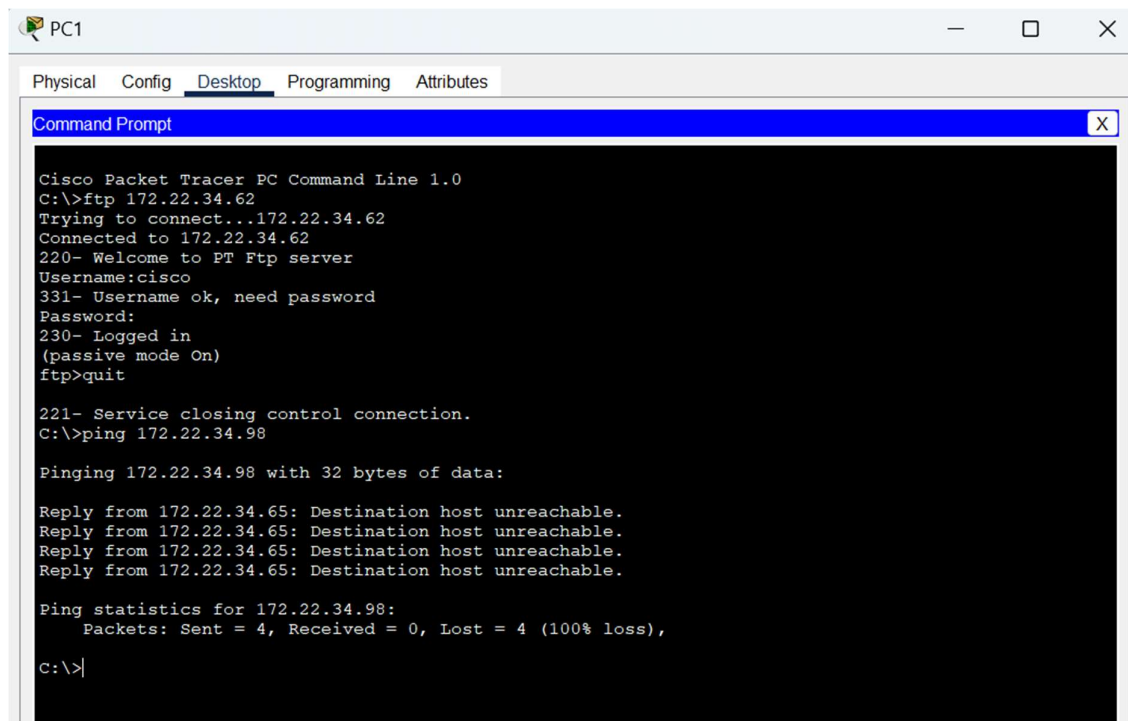 PC1
Physical Config Desktop Programming Attributes
Command Prompt X
Cisco Packet Tracer PC Command Line 1.0
C:\>ftp 172.22.34.62
Trying to connect...172.22.34.62
Connected to 172.22.34.62
220- Welcome to PT Ftp server
Username:cisco
331- Username ok, need password
Password:
230- Logged in
(passive mode On)
ftp>quit
221- Service closing control connection.
C:\>ping 172.22.34.98
Pinging 172.22.34.98 with 32 bytes of data:
Reply from 172.22.34.65: Destination host unreachable.
Reply from 172.22.34.65: Destination host unreachable.
Reply from 172.22.34.65: Destination host unreachable.
Reply from 172.22.34.65: Destination host unreachable.
Ping statistics for 172.22.34.98:
    Packets: Sent = 4, Received = 0, Lost = 4 (100% loss),
C:\>